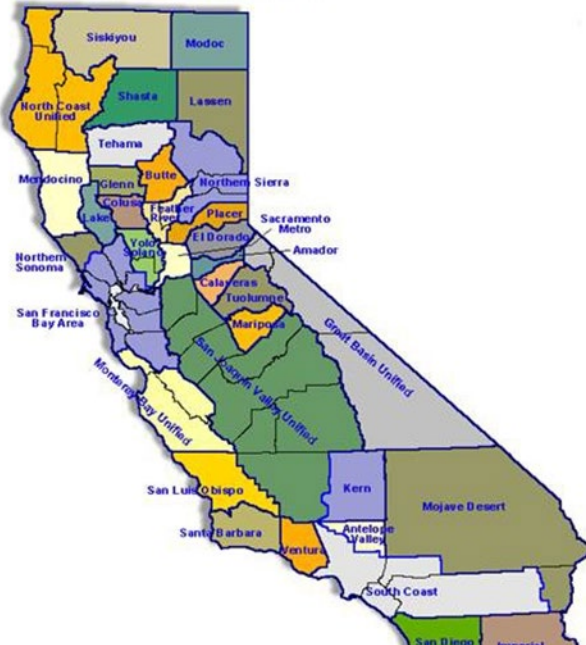 Siskiyou
Modoc
North Coast
Unified
Shasta
Lassen
Tehama
Mendocino
Glenn
Butte
Northern Sierra
Colusa
Lake
Feather
River
Placer
Sacramento
Metro
Yolo
Solano
El Dorado
Amador
Northern
Sonoma
Calaveras
Tuolumne
San Francisco
Bay Area
Mariposa
Great Basin Unified
San Joaquin Valley Unified
Monterey Bay Unified
San Luis Obispo
Kern
Mojave Desert
Santa Barbara
Ventura
Antelope
Valley
South Coast
San Diego
Imperial